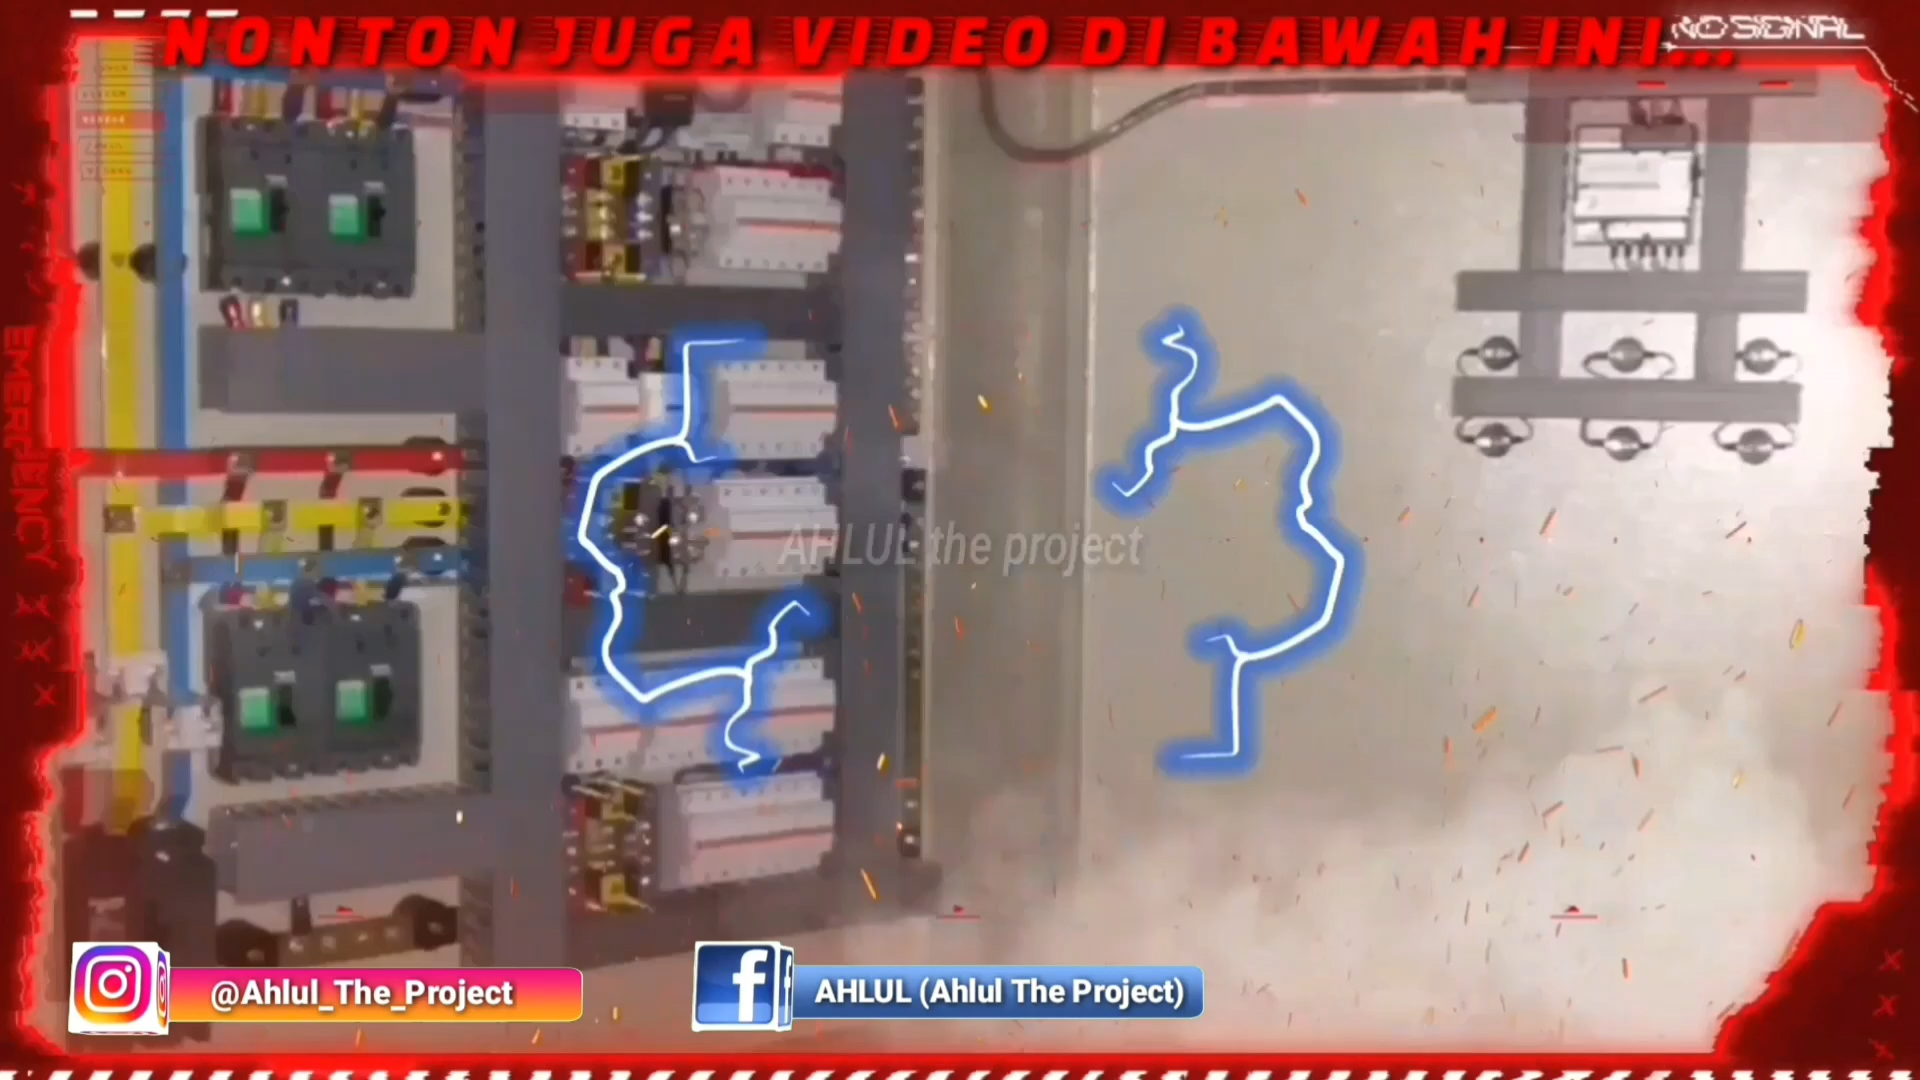 NONTON JUGA VIDEO DI BAWAH INI...
NO SIGNAL
EMERGENCY
AHLUL the project
@Ahlul_The_Project
AHLUL (Ahlul The Project)